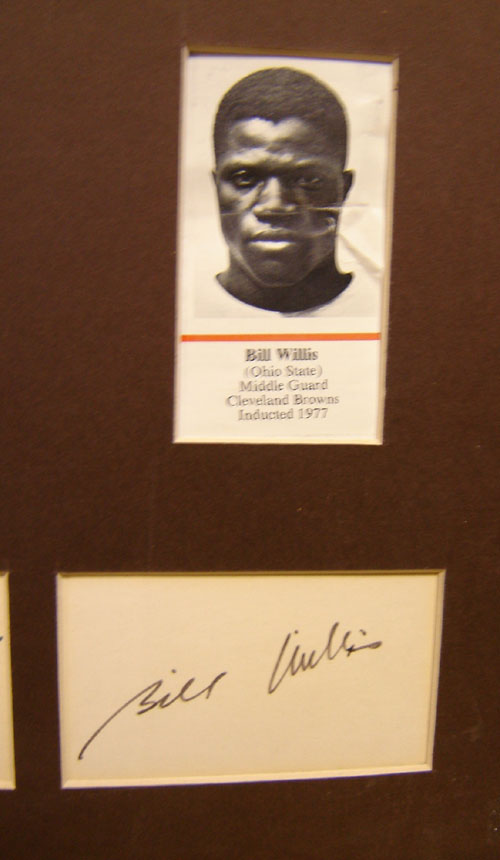 Bill Willis
(Ohio State)
Middle Guard
Cleveland Browns
Inducted 1977
Bill Willis